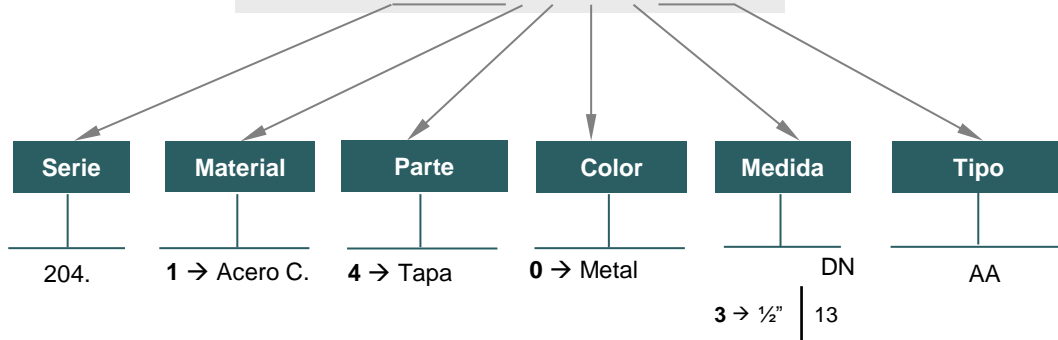 Serie Material Parte Color Medida Tipo
204. 1 → Acero C. 4 → Tapa 0 → Metal DN AA
3 → ½” 13